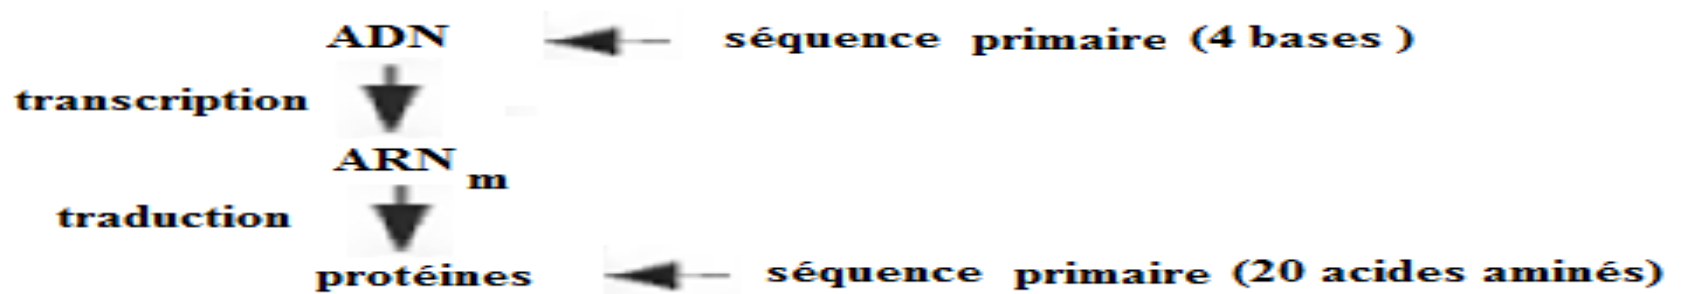 ADN séquence primaire (4 bases )
transcription
ARN m
traduction
protéines séquence primaire (20 acides aminés)